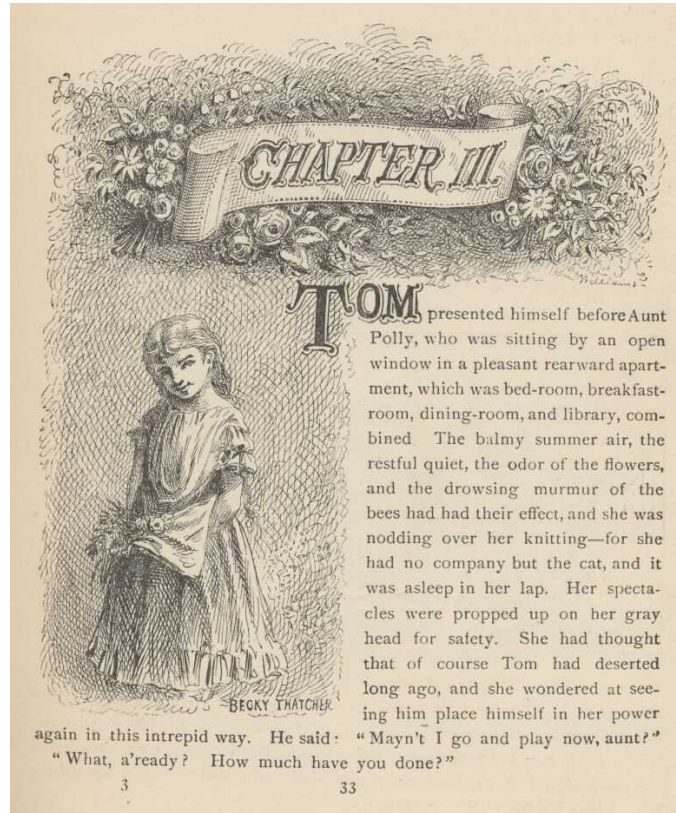 CHAPTER III.
Williams
TOM presented himself before Aunt
Polly, who was sitting by an open
window in a pleasant rearward apart-
ment, which was bed-room, breakfast-
room, dining-room, and library, com-
bined The balmy summer air, the
restful quiet, the odor of the flowers,
and the drowsing murmur of the
bees had had their effect, and she was
nodding over her knitting—for she
had no company but the cat, and it
was asleep in her lap. Her specta-
cles were propped up on her gray
head for safety. She had thought
that of course Tom had deserted
long ago, and she wondered at see-
ing him place himself in her power
BECKY THATCHER.
again in this intrepid way. He said: "Mayn't I go and play now, aunt?"
"What, a'ready? How much have you done?"
3 33